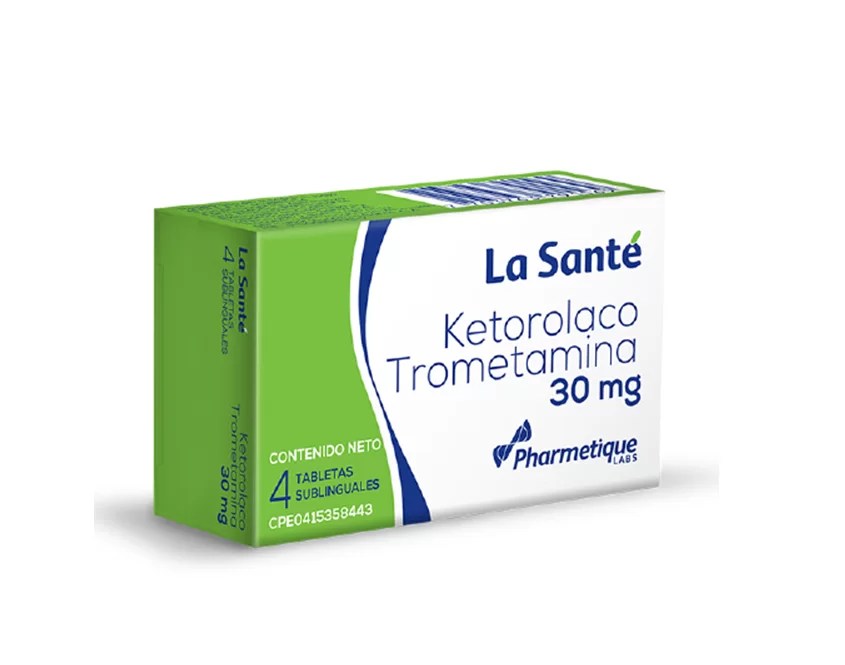 La Santé
Ketorolaco
Trometamina
30 mg
Pharmetique
LABS
CONTENIDO NETO
4 TABLETAS
SUBLINGUALES
CPE0415358443
La Santé
4 TABLETAS
SUBLINGUALES
Ketorolaco
Trometamina
30 mg